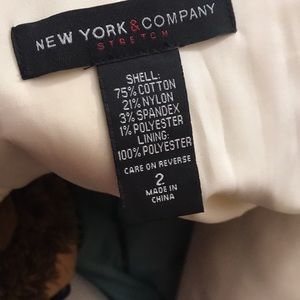 NEW YORK & COMPANY
STRETCH
SHELL:
75% COTTON
21% NYLON
3% SPANDEX
1% POLYESTER
LINING:
100% POLYESTER
CARE ON REVERSE
2
MADE IN
CHINA